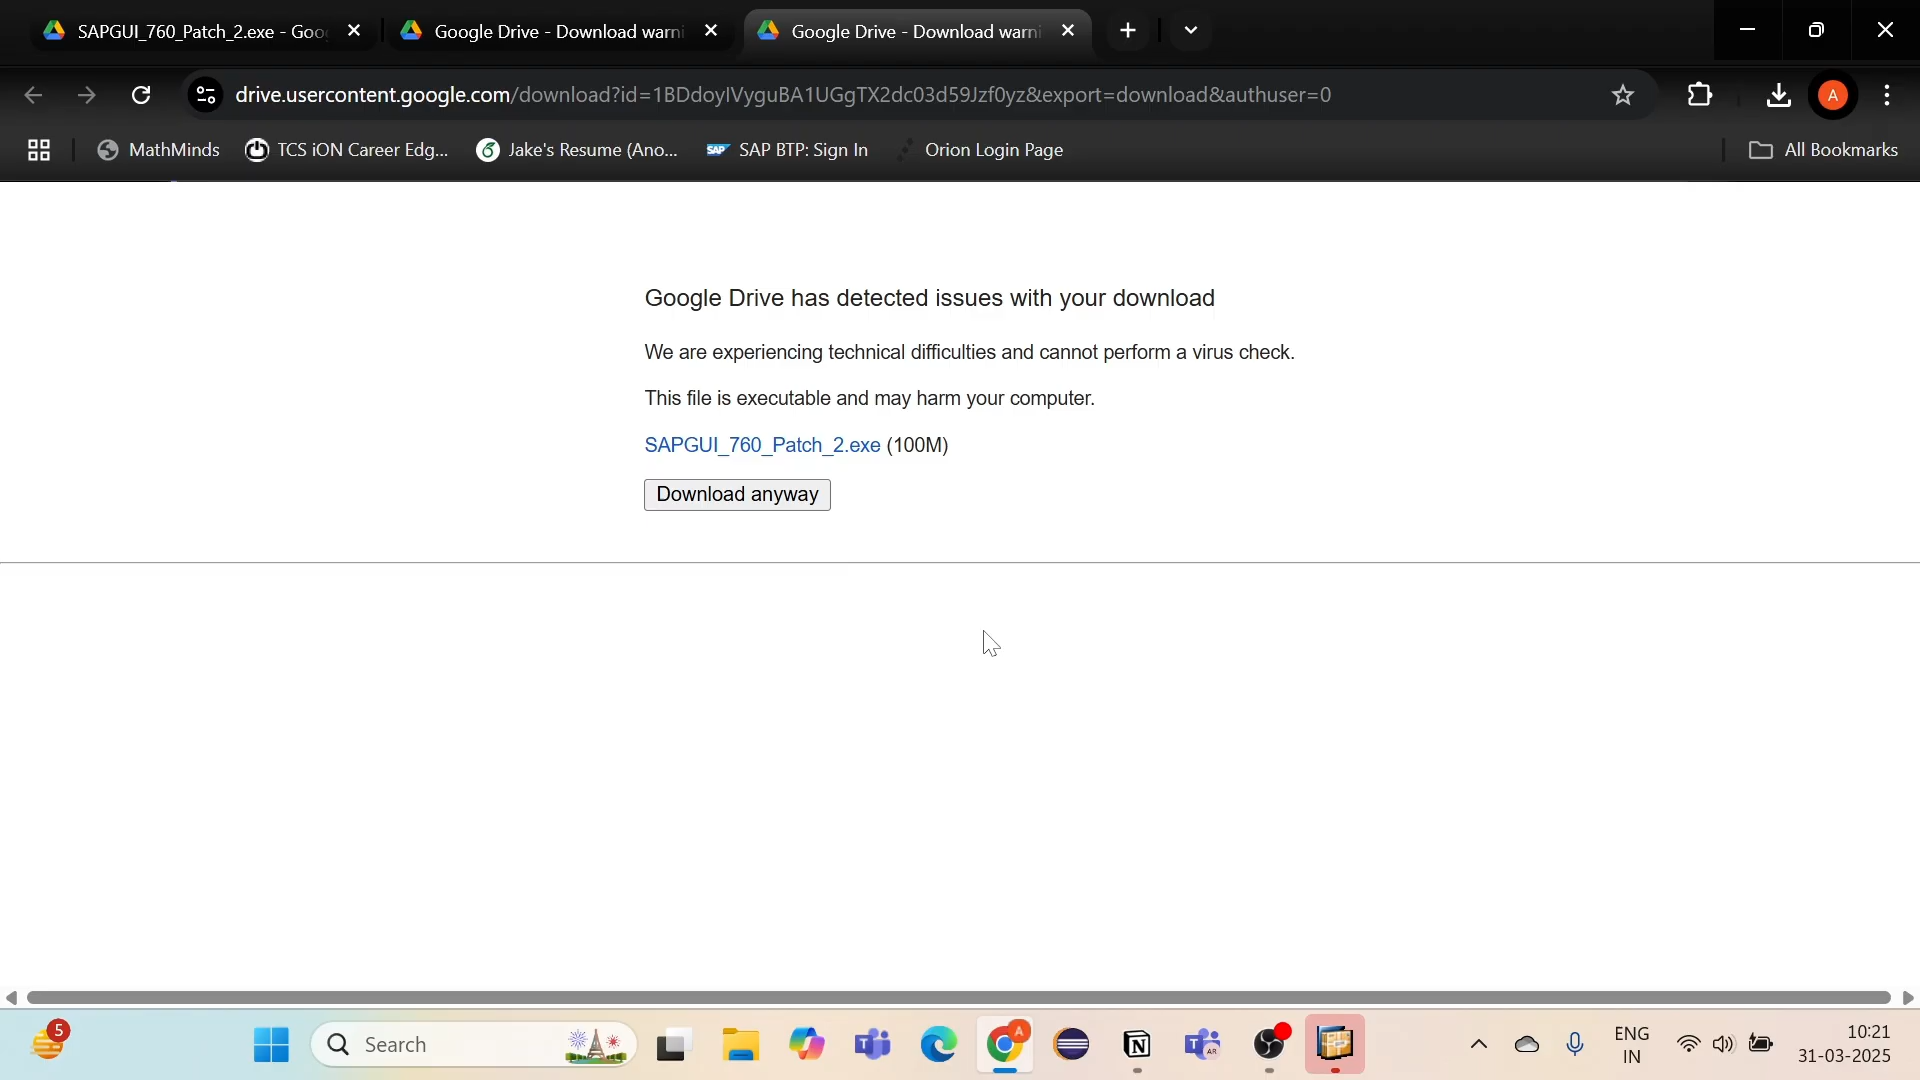 SAPGUI_760_Patch_2.exe - Goo
Google Drive - Download warni
Google Drive - Download warni
drive.usercontent.google.com/download?id=1BDdoyIVyguBA1UGgTX2dc03d59Jzf0yz&export=download&authuser=0
A
MathMinds
TCS iON Career Edg...
Jake's Resume (Ano...
SAP
SAP BTP: Sign In
Orion Login Page
All Bookmarks
Google Drive has detected issues with your download
We are experiencing technical difficulties and cannot perform a virus check.
This file is executable and may harm your computer.
SAPGUI_760_Patch_2.exe (100M)
Download anyway
5
Search
T
A
N
T
AR
ENG
IN
10:21
31-03-2025